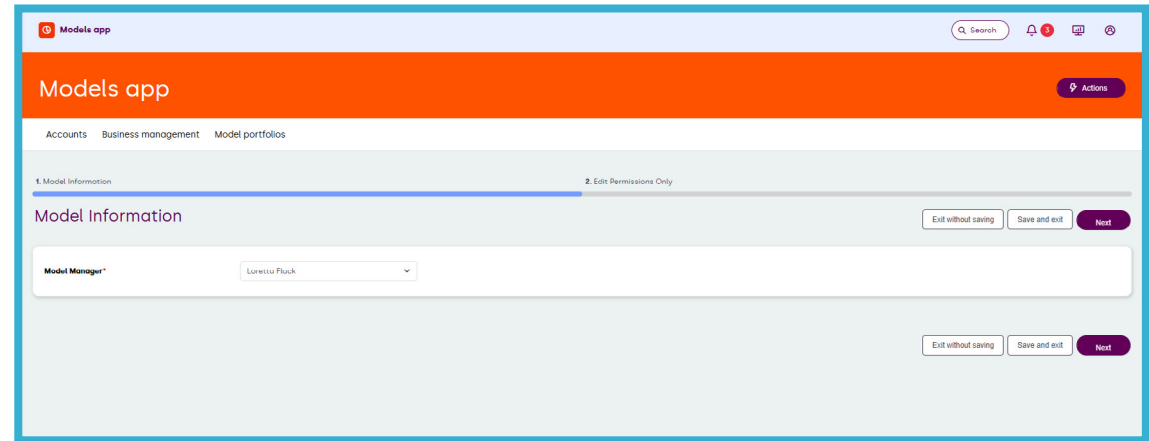 Models app
Search
3
Models app
Actions
Accounts Business management Model portfolios
1. Model Information
2. Edit Permissions Only
Model Information
Exit without saving Save and exit Next
Model Manager*
Loretta Fluck
Exit without saving Save and exit Next